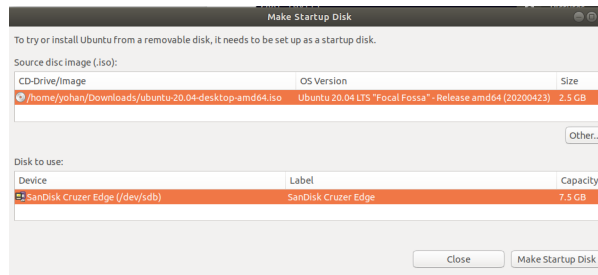 Make Startup Disk
To try or install Ubuntu from a removable disk, it needs to be set up as a startup disk.
Source disc image (.iso):
CD-Drive/Image OS Version Size
/home/yohan/Downloads/ubuntu-20.04-desktop-amd64.iso Ubuntu 20.04 LTS "Focal Fossa" - Release amd64 (20200423) 2.5 GB
Other..
Disk to use:
Device Label Capacity
SanDisk Cruzer Edge (/dev/sdb) SanDisk Cruzer Edge 7.5 GB
Close Make Startup Disk